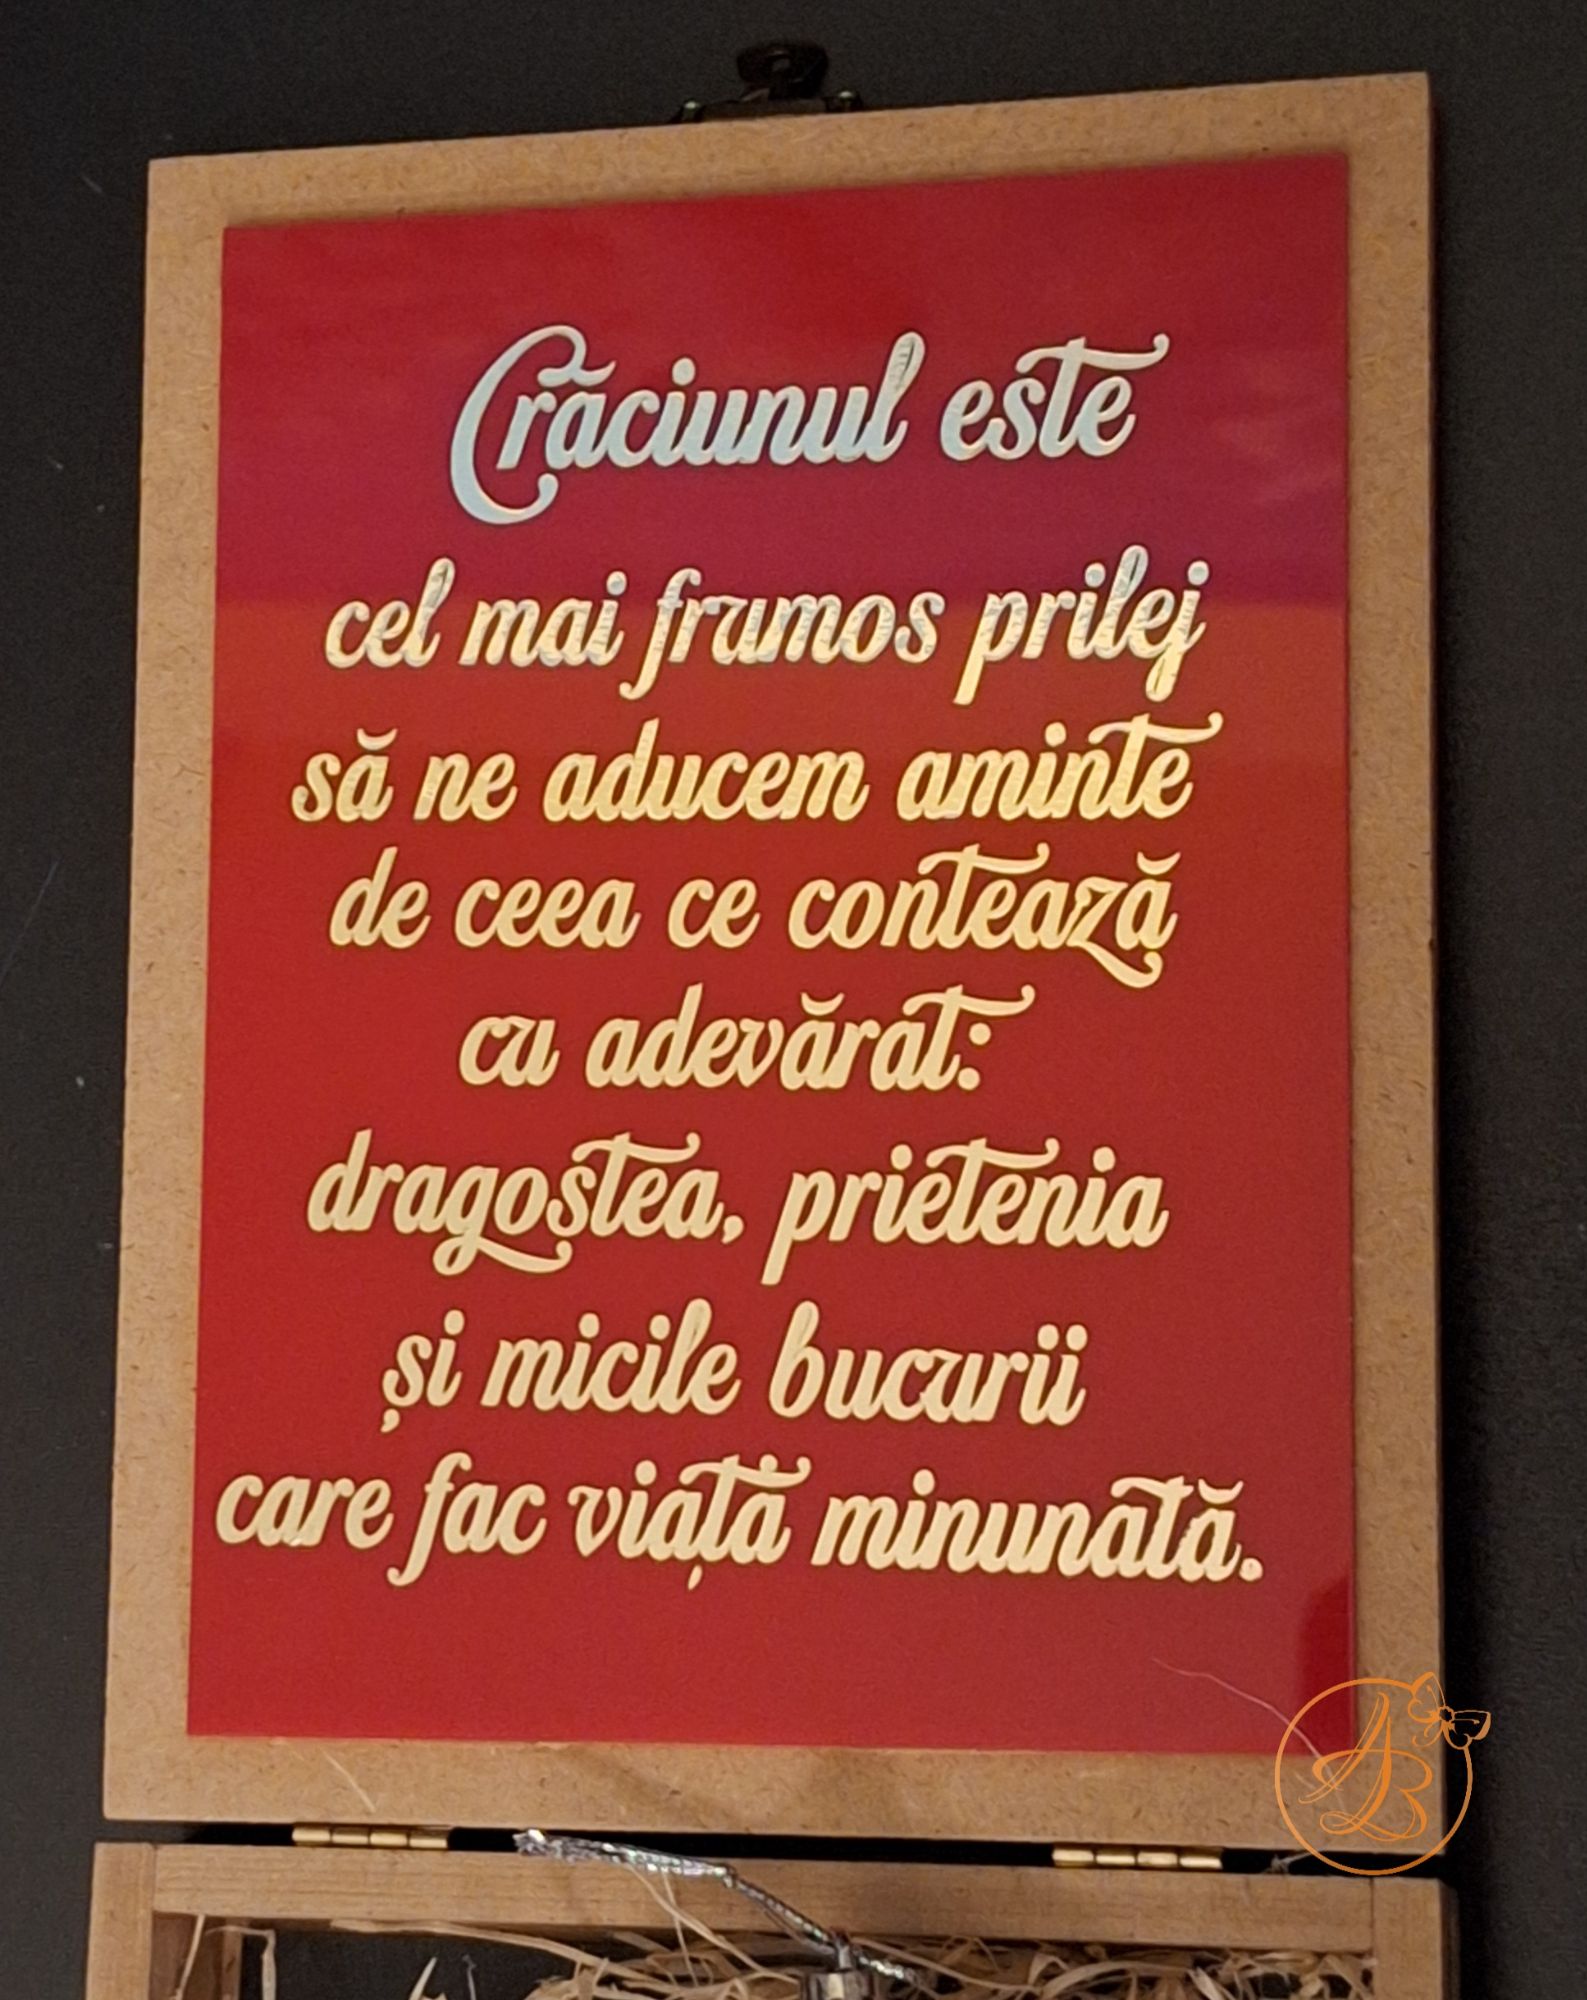 Crăciunul este
cel mai frumos prilej
să ne aducem aminte
de ceea ce contează
cu adevărat:
dragostea, prietenia
și micile bucurii
care fac viața minunată.
AB